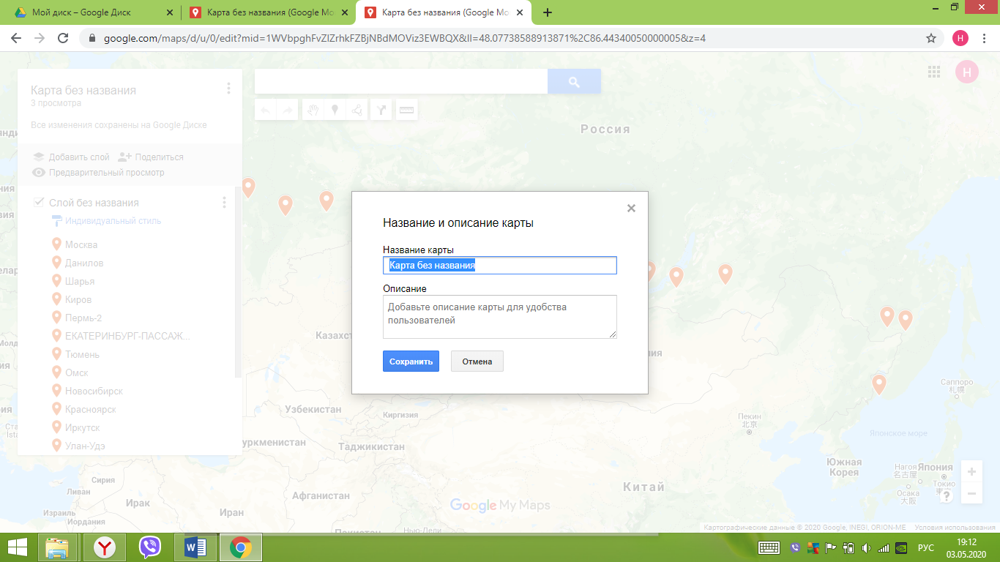 Мой диск – Google Диск
Карта без названия (Google Mo
Карта без названия (Google Mo
google.com/maps/d/u/0/edit?mid=1WVbpghFvZlZrhkFZBjNBdMOViz3EWBQX&ll=48.07738588913871%2C86.44340050000005&z=4
H
Карта без названия
3 просмотра
Все изменения сохранены на Google Диске
Добавить слой
Поделиться
Предварительный просмотр
Слой без названия
Индивидуальный стиль
Москва
Данилов
Шарья
Киров
Пермь-2
ЕКАТЕРИНБУРГ-ПАССАЖ...
Тюмень
Омск
Новосибирск
Красноярск
Иркутск
Улан-Удэ
H
Россия
Название и описание карты
Название карты
Карта без названия
Описание
Добавьте описание карты для удобства
пользователей
Сохранить
Отмена
Казахст
лия
Узбекистан
Киргизия
уркменистан
Таджикистан
Саппоро
札幌
Пекин
北京
Японское море
Южная
Корея
Нагоя
名古屋
Япония
Токио
Осака
大阪
Китай
Сирия
Ливан
Ирак
Израиль
Иордания
Иран
Афганистан
Пакистан
Нью-Дели
Google My Maps
Картографические данные © 2020 Google, INEGI, ORION-ME
Условия использования
РУС
19:12
03.05.2020